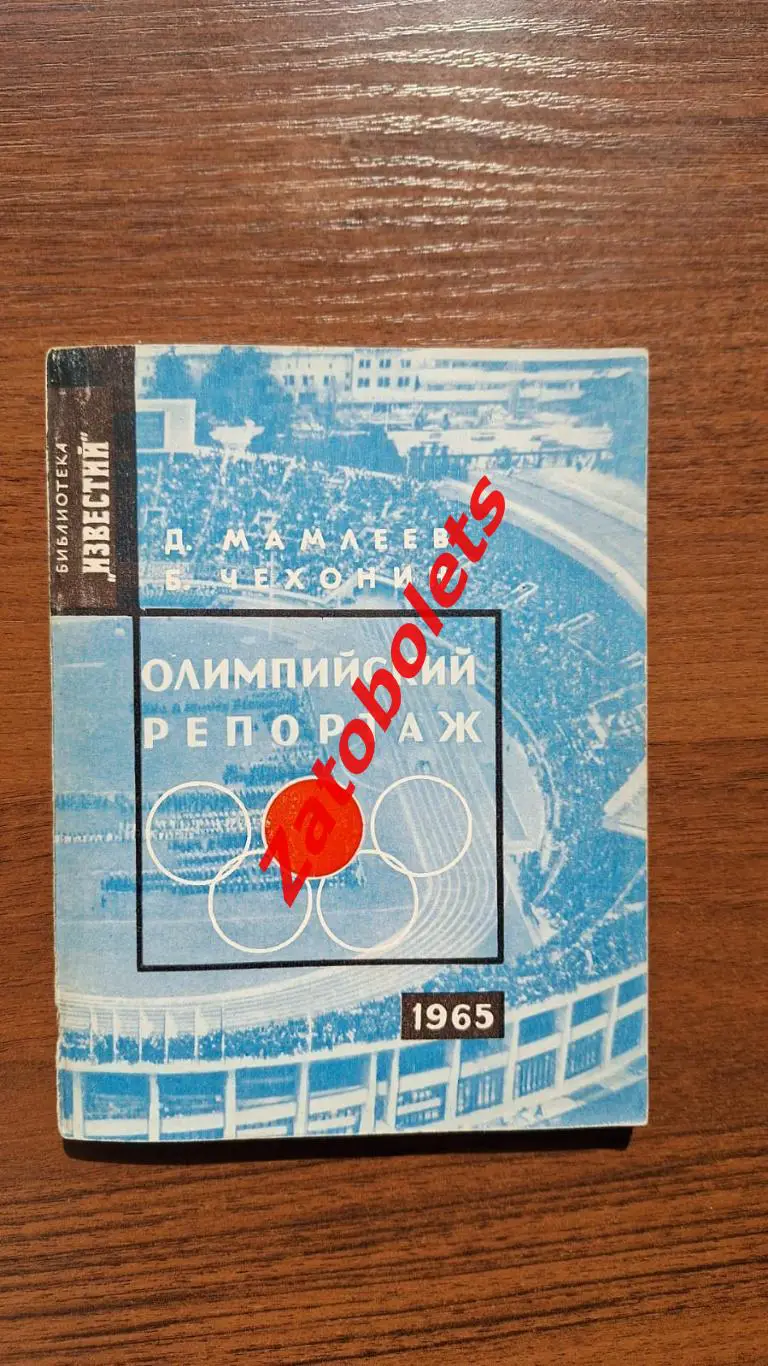 БИБЛИОТЕКА
"ИЗВЕСТИЙ"
Д. МАМЛЕЕВ
Б. ЧЕХОНИН
ОЛИМПИЙСКИЙ
РЕПОРТАЖ
1965
Zatobolets